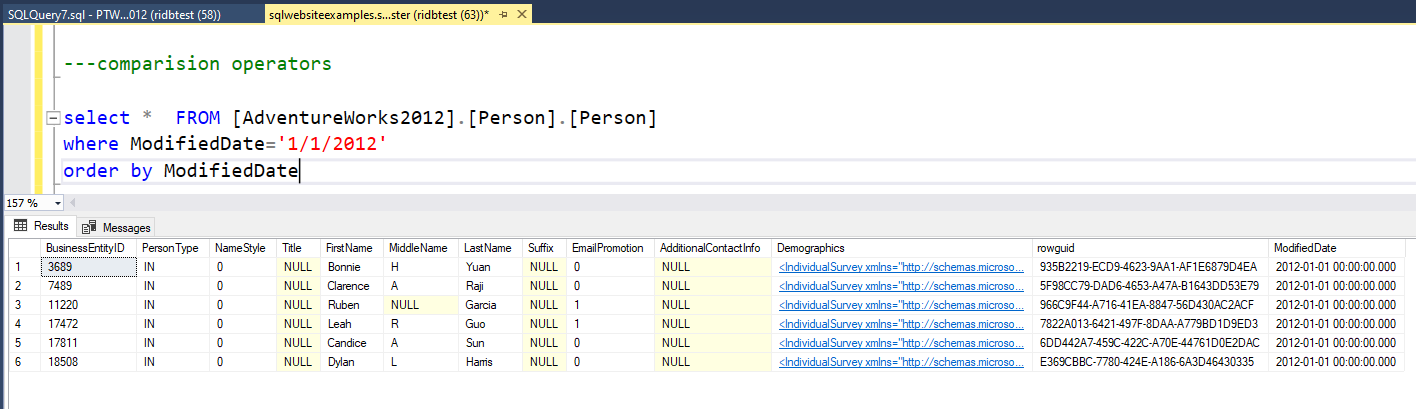 SQLQuery7.sql - PTW...012 (ridbtest (58)) sqlwebsiteexamples.s...ster (ridbtest (63))*
---comparision operators
select * FROM [AdventureWorks2012].[Person].[Person]
where ModifiedDate='1/1/2012'
order by ModifiedDate
157 %
Results Messages
BusinessEntityID PersonType NameStyle Title FirstName MiddleName LastName Suffix EmailPromotion AdditionalContactInfo Demographics rowguid ModifiedDate
1 3689 IN 0 NULL Bonnie H Yuan NULL 0 NULL <IndividualSurvey xmlns="http://schemas.microso... 935B2219-ECD9-4623-9AA1-AF1E6879D4EA 2012-01-01 00:00:00.000
2 7489 IN 0 NULL Clarence A Raji NULL 0 NULL <IndividualSurvey xmlns="http://schemas.microso... 5F98CC79-DAD6-4653-A47A-B1643DD53E79 2012-01-01 00:00:00.000
3 11220 IN 0 NULL Ruben NULL Garcia NULL 1 NULL <IndividualSurvey xmlns="http://schemas.microso... 966C9F44-A716-41EA-8847-56D430AC2ACF 2012-01-01 00:00:00.000
4 17472 IN 0 NULL Leah R Guo NULL 1 NULL <IndividualSurvey xmlns="http://schemas.microso... 7822A013-6421-497F-8DAA-A779BD1D9ED3 2012-01-01 00:00:00.000
5 17811 IN 0 NULL Candice A Sun NULL 0 NULL <IndividualSurvey xmlns="http://schemas.microso... 6DD442A7-459C-422C-A70E-44761D0E2DAC 2012-01-01 00:00:00.000
6 18508 IN 0 NULL Dylan L Harris NULL 0 NULL <IndividualSurvey xmlns="http://schemas.microso... E369CBBC-7780-424E-A186-6A3D46430335 2012-01-01 00:00:00.000